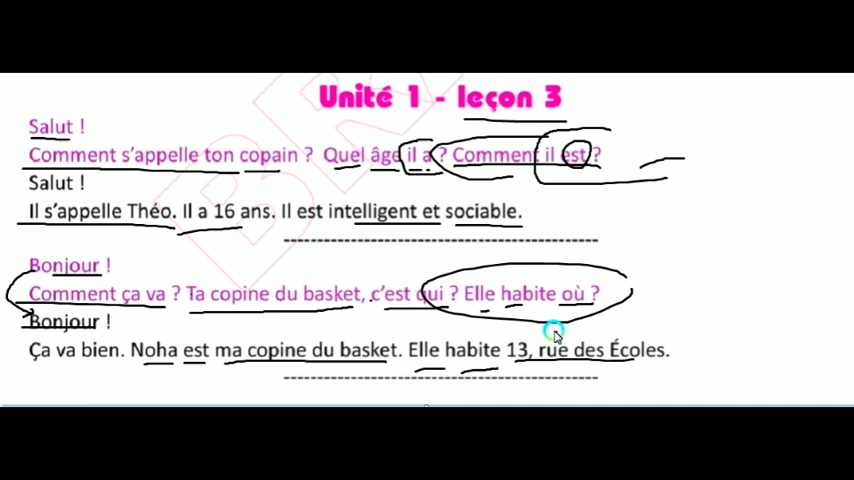 Unité 1 - leçon 3
Salut !
Comment s'appelle ton copain ? Quel âge il a ? Comment il est ?
Salut !
Il s'appelle Théo. Il a 16 ans. Il est intelligent et sociable.
Bonjour !
Comment ça va ? Ta copine du basket, c'est qui ? Elle habite où ?
Bonjour !
Ça va bien. Noha est ma copine du basket. Elle habite 13, rue des Écoles.